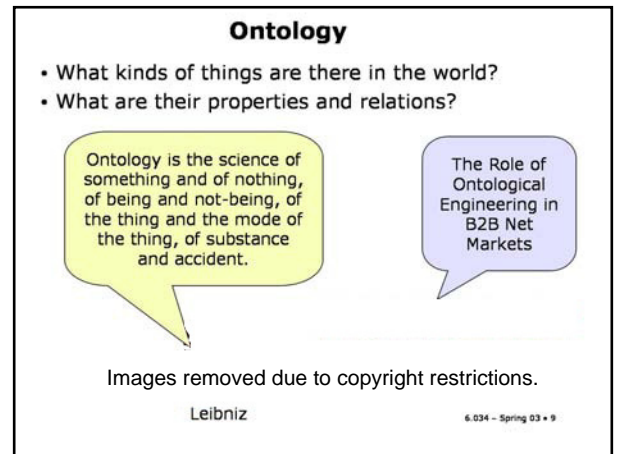 Ontology
• What kinds of things are there in the world?
• What are their properties and relations?
Ontology is the science of
something and of nothing,
of being and not-being, of
the thing and the mode of
the thing, of substance
and accident.
The Role of
Ontological
Engineering in
B2B Net
Markets
Images removed due to copyright restrictions.
Leibniz
6.034 – Spring 03 • 9